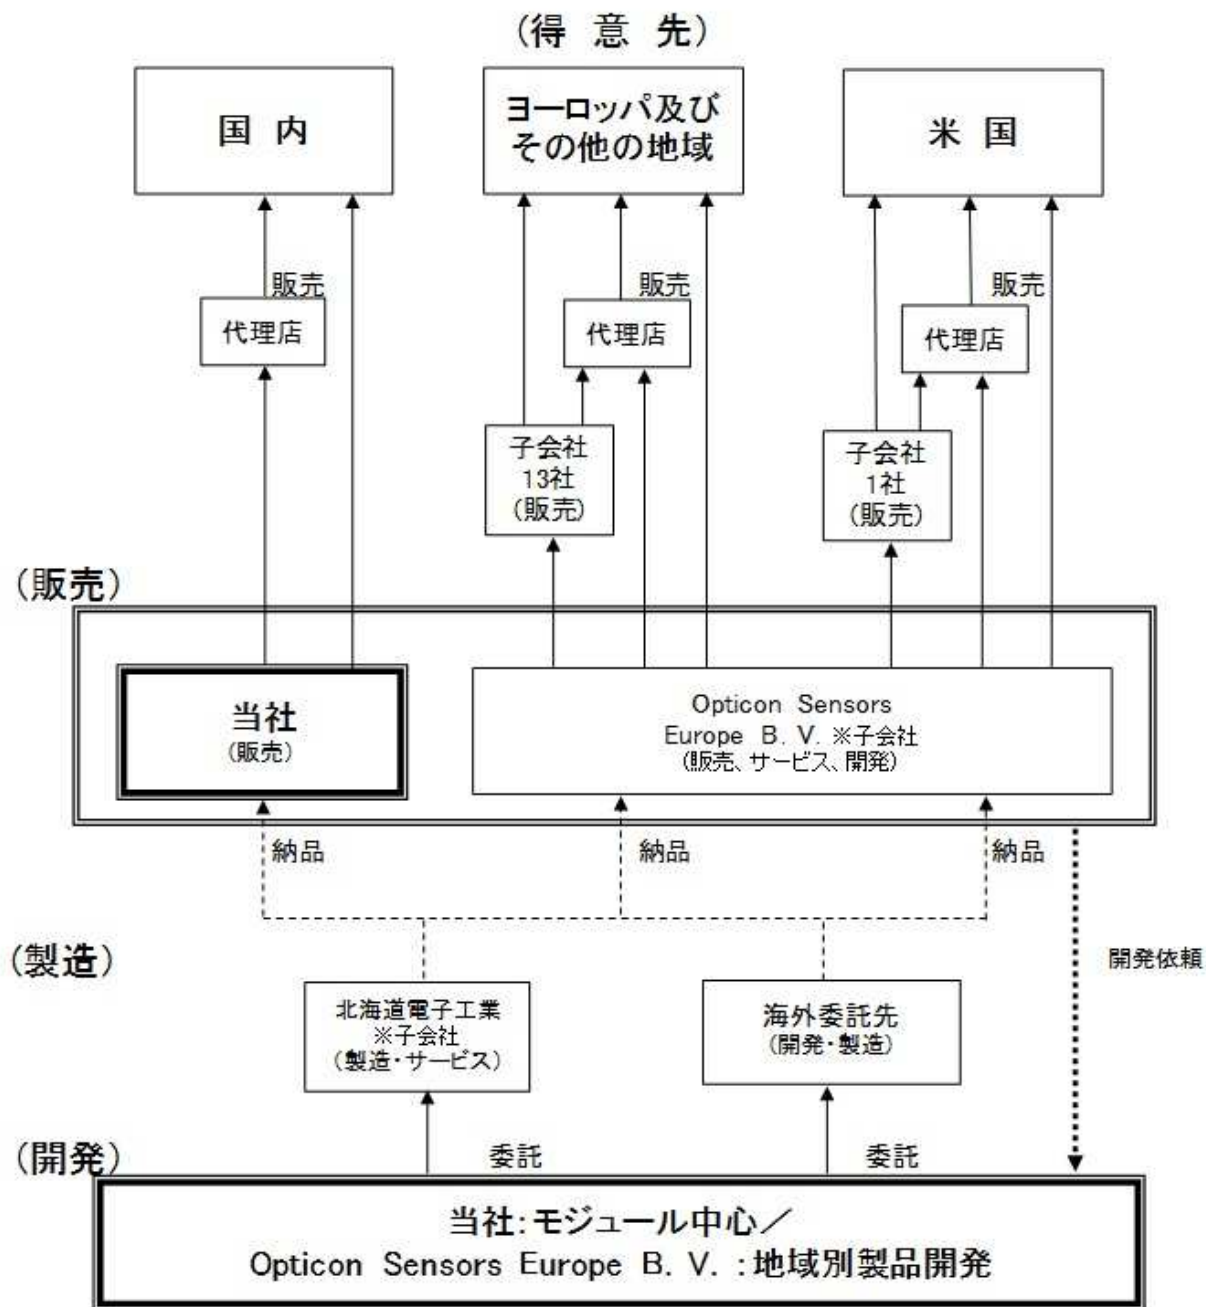 (得 意 先)
国 内
ヨーロッパ及び
その他の地域
米 国
販売
販売
販売
代理店
代理店
代理店
子会社
13社
(販売)
子会社
1社
(販売)
(販売)
当社
(販売)
Opticon Sensors
Europe B. V. ※子会社
(販売、サービス、開発)
納品
納品
納品
(製造)
開発依頼
北海道電子工業
※子会社
(製造・サービス)
海外委託先
(開発・製造)
(開発)
委託
委託
当社:モジュール中心/
Opticon Sensors Europe B. V. :地域別製品開発